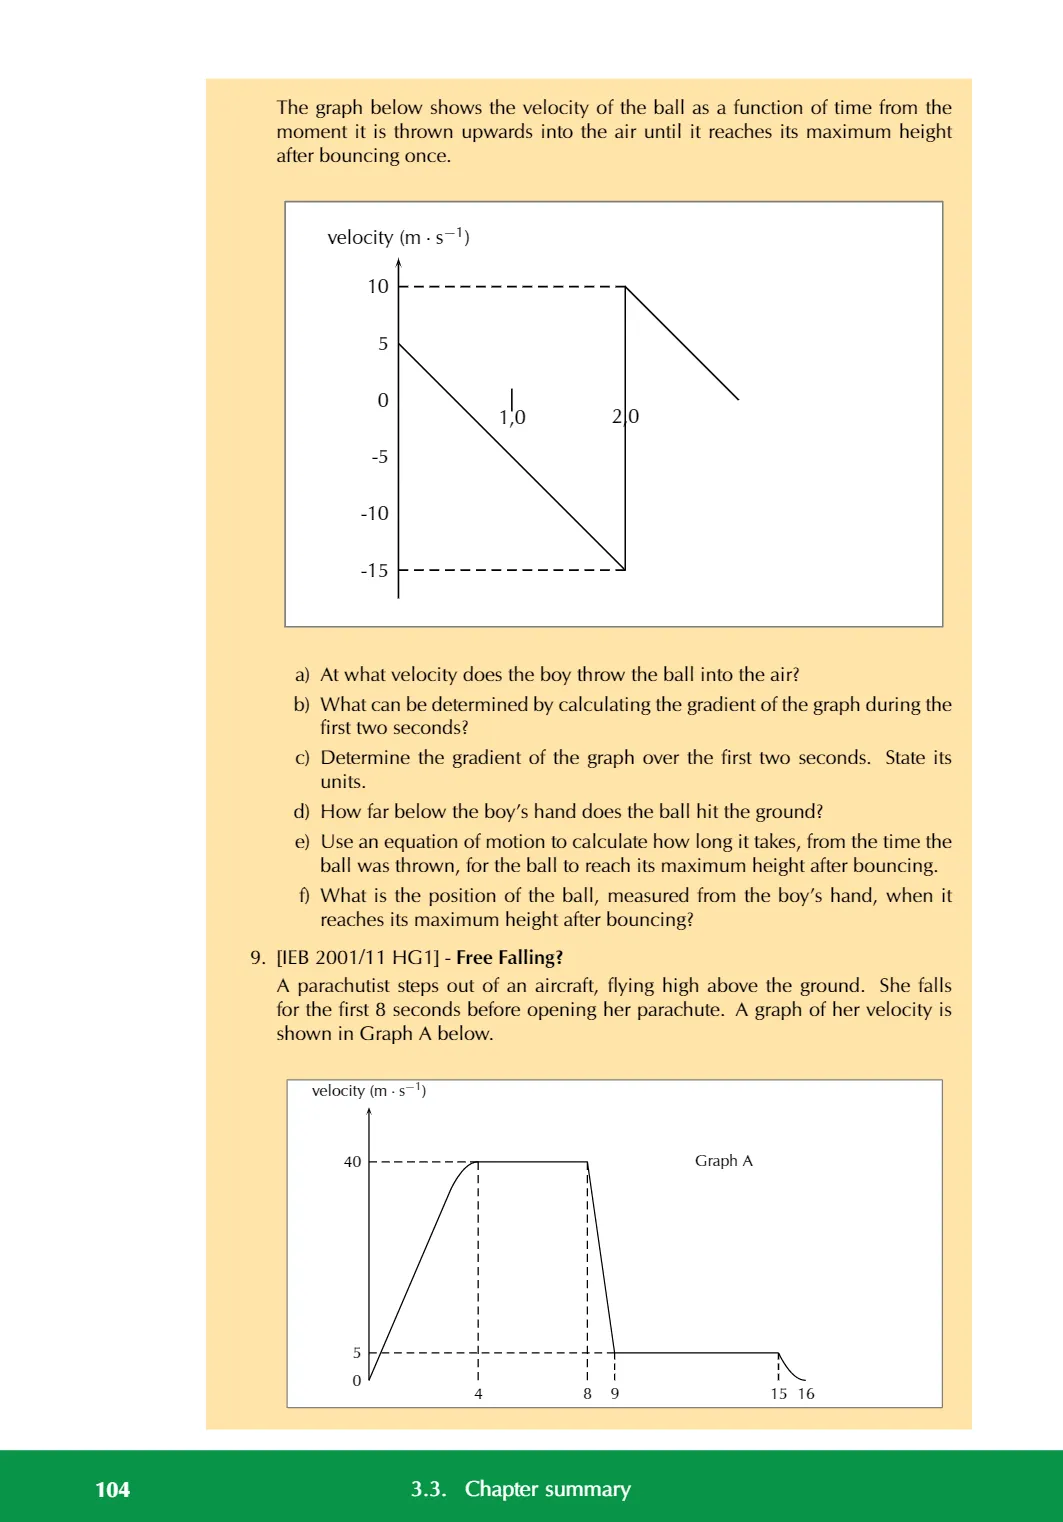 The graph below shows the velocity of the ball as a function of time from the
moment it is thrown upwards into the air until it reaches its maximum height
after bouncing once.
velocity (m · s⁻¹)
10
5
0
1,0
2,0
-5
-10
-15
a) At what velocity does the boy throw the ball into the air?
b) What can be determined by calculating the gradient of the graph during the
first two seconds?
c) Determine the gradient of the graph over the first two seconds. State its
units.
d) How far below the boy's hand does the ball hit the ground?
e) Use an equation of motion to calculate how long it takes, from the time the
ball was thrown, for the ball to reach its maximum height after bouncing.
f) What is the position of the ball, measured from the boy's hand, when it
reaches its maximum height after bouncing?
9. [IEB 2001/11 HG1] - Free Falling?
A parachutist steps out of an aircraft, flying high above the ground. She falls
for the first 8 seconds before opening her parachute. A graph of her velocity is
shown in Graph A below.
velocity (m · s⁻¹)
40
Graph A
5
0
4 8 9 15 16
104 3.3. Chapter summary